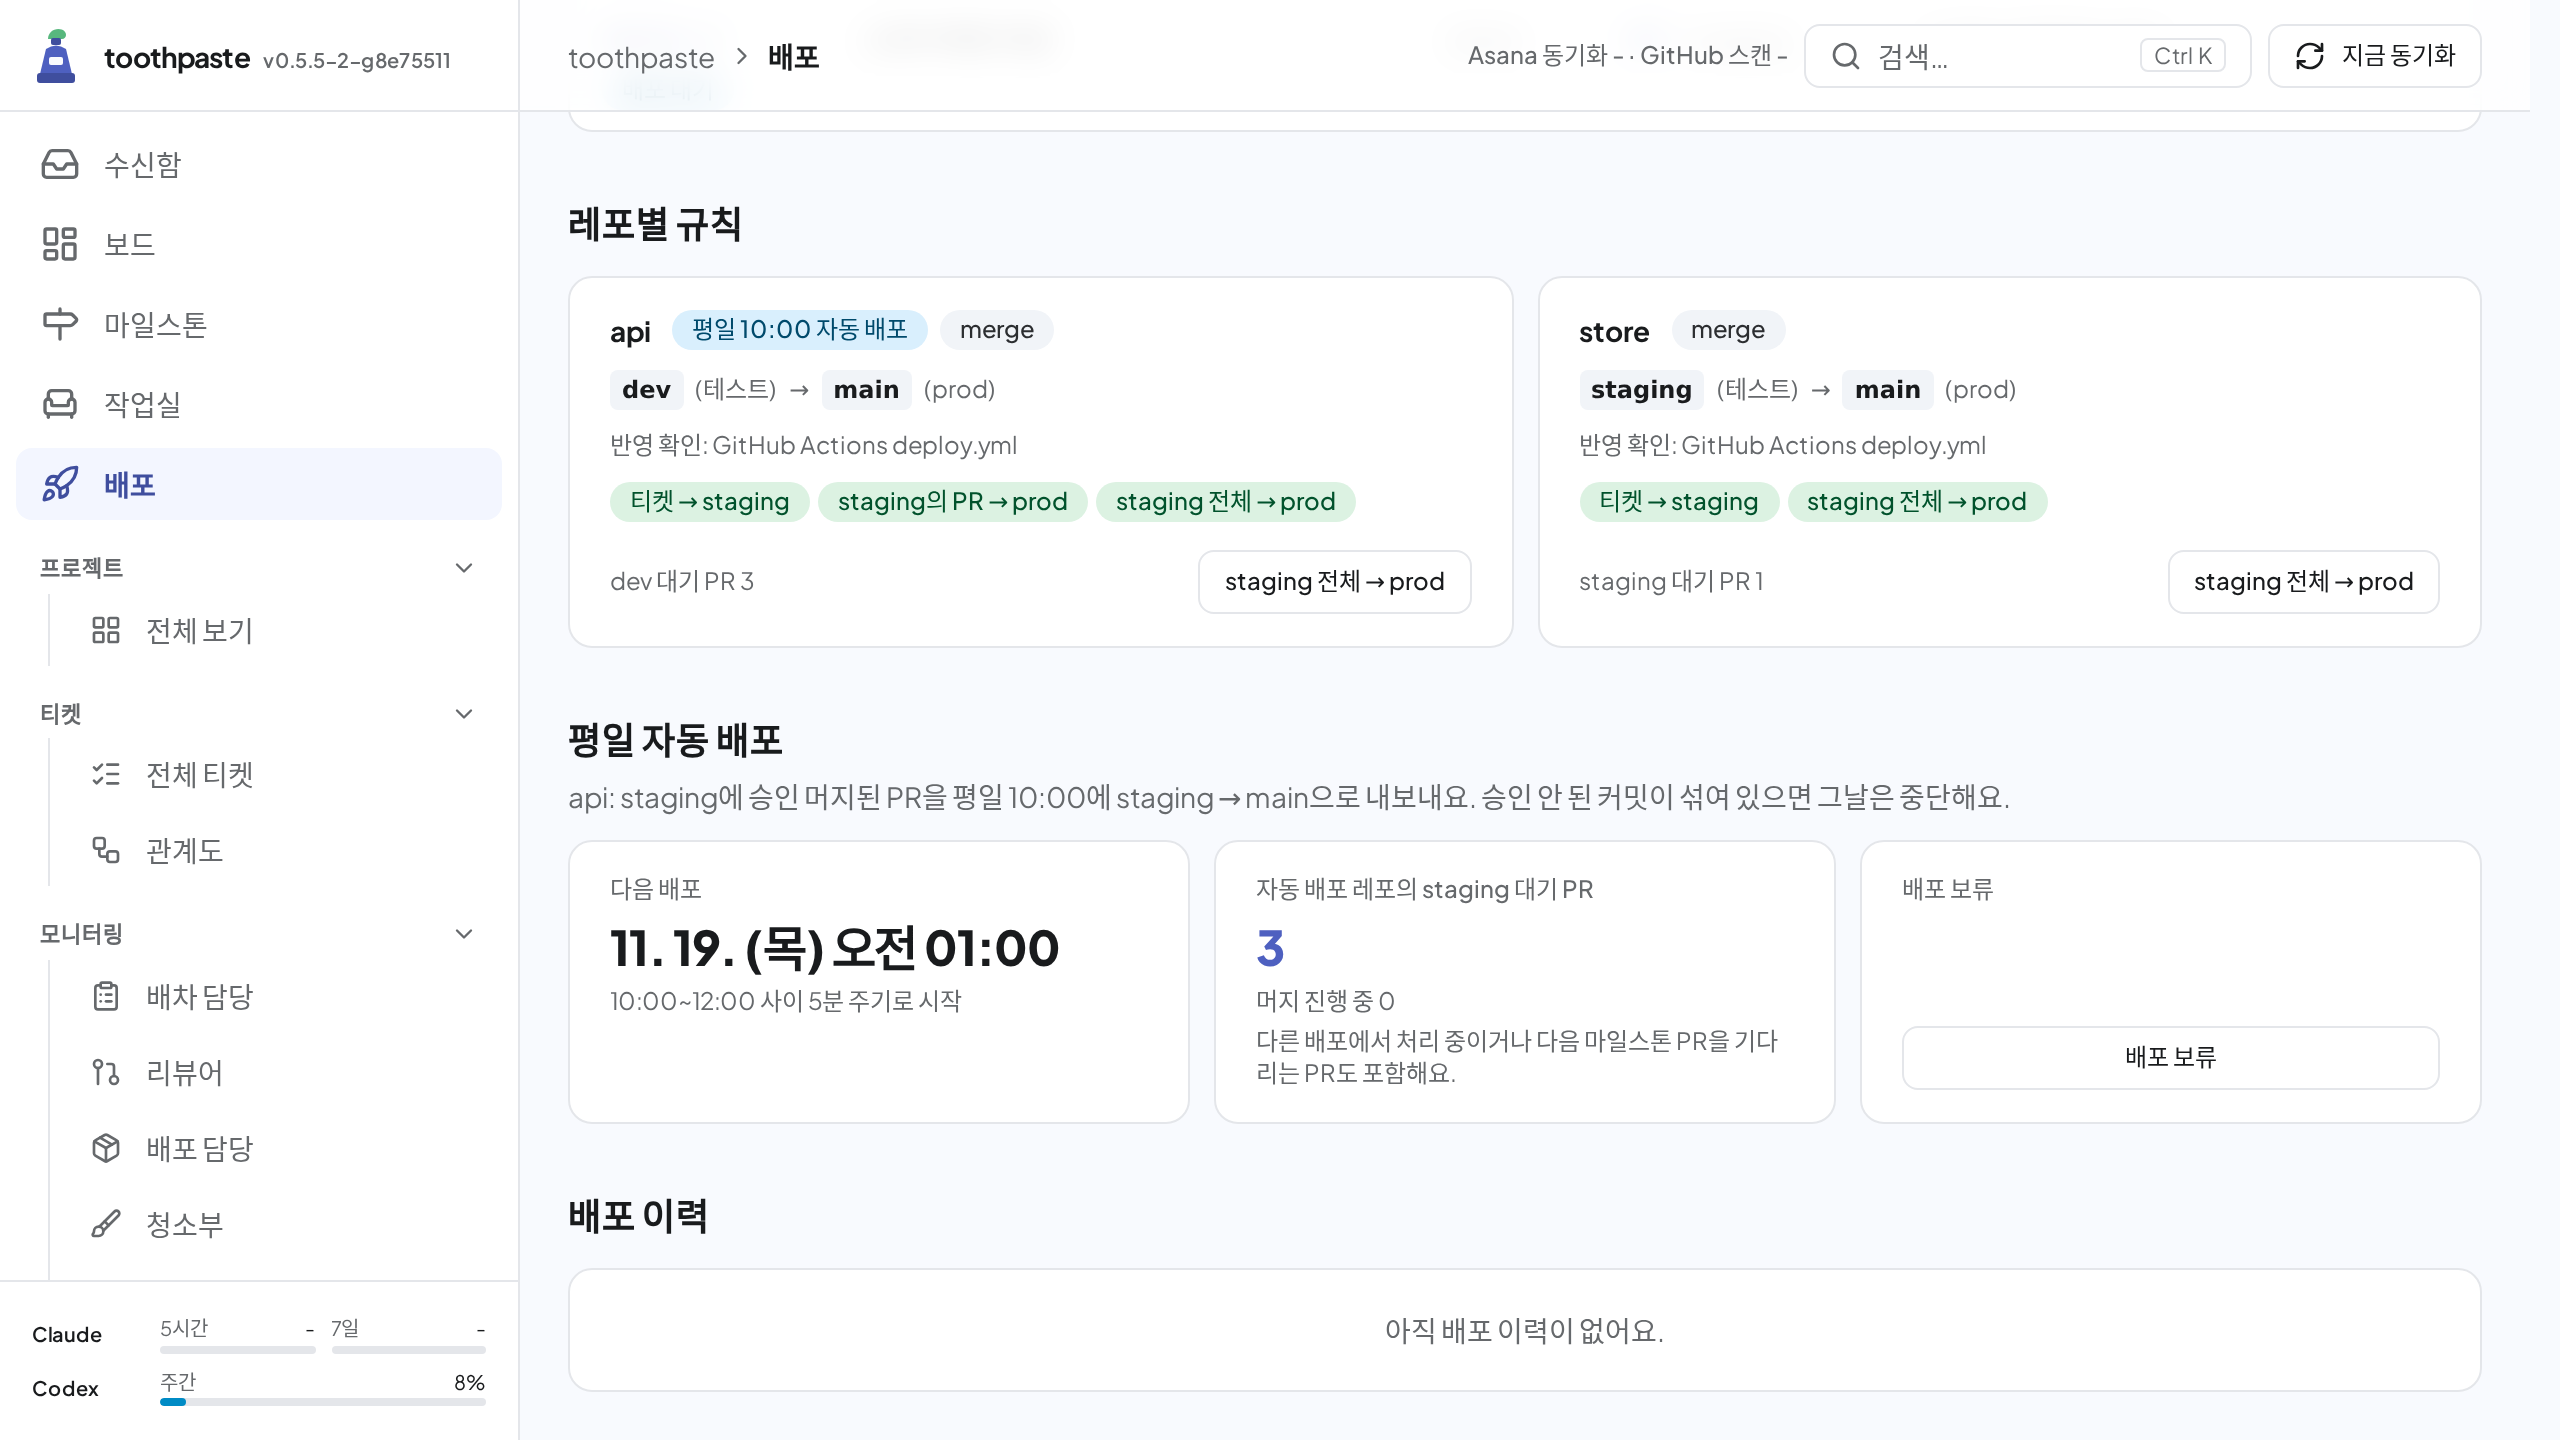 toothpaste v0.5.5-2-g8e75511
수신함
보드
마일스톤
작업실
배포
프로젝트
전체 보기
티켓
전체 티켓
관계도
모니터링
배차 담당
리뷰어
배포 담당
청소부
Claude 5시간 - 7일 -
Codex 주간 8%
toothpaste > 배포
Asana 동기화 - · GitHub 스캔 -
검색... Ctrl K
지금 동기화
레포별 규칙
api 평일 10:00 자동 배포 merge
dev (테스트) → main (prod)
반영 확인: GitHub Actions deploy.yml
티켓 → staging staging의 PR → prod staging 전체 → prod
dev 대기 PR 3 staging 전체 → prod
store merge
staging (테스트) → main (prod)
반영 확인: GitHub Actions deploy.yml
티켓 → staging staging 전체 → prod
staging 대기 PR 1 staging 전체 → prod
평일 자동 배포
api: staging에 승인 머지된 PR을 평일 10:00에 staging → main으로 내보내요. 승인 안 된 커밋이 섞여 있으면 그날은 중단해요.
다음 배포
11. 19. (목) 오전 01:00
10:00~12:00 사이 5분 주기로 시작
자동 배포 레포의 staging 대기 PR
3
머지 진행 중 0
다른 배포에서 처리 중이거나 다음 마일스톤 PR을 기다
리는 PR도 포함해요.
배포 보류
배포 보류
배포 이력
아직 배포 이력이 없어요.